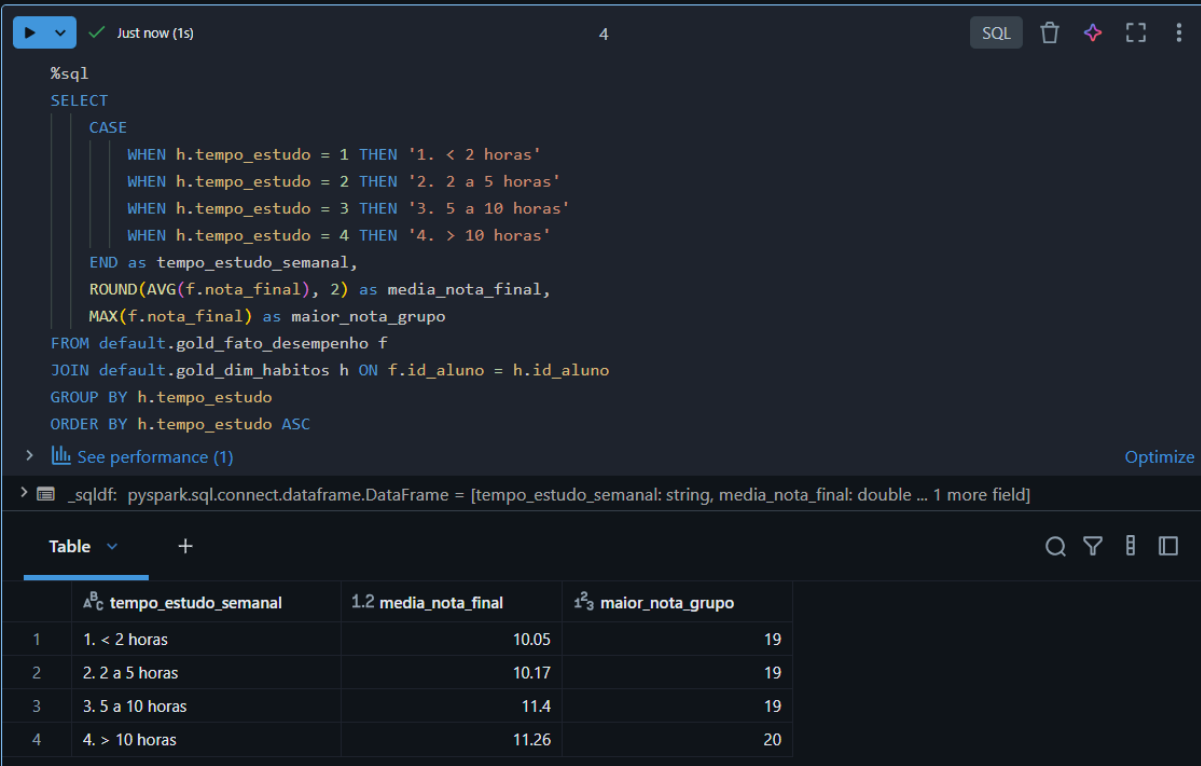 Just now (1s) 4 SQL
%sql
SELECT
CASE
WHEN h.tempo_estudo = 1 THEN '1. < 2 horas'
WHEN h.tempo_estudo = 2 THEN '2. 2 a 5 horas'
WHEN h.tempo_estudo = 3 THEN '3. 5 a 10 horas'
WHEN h.tempo_estudo = 4 THEN '4. > 10 horas'
END as tempo_estudo_semanal,
ROUND(AVG(f.nota_final), 2) as media_nota_final,
MAX(f.nota_final) as maior_nota_grupo
FROM default.gold_fato_desempenho f
JOIN default.gold_dim_habitos h ON f.id_aluno = h.id_aluno
GROUP BY h.tempo_estudo
ORDER BY h.tempo_estudo ASC
See performance (1) Optimize
_sqldf: pyspark.sql.connect.dataframe.DataFrame = [tempo_estudo_semanal: string, media_nota_final: double ... 1 more field]
Table +
ABC tempo_estudo_semanal 1.2 media_nota_final 123 maior_nota_grupo
1 1. < 2 horas 10.05 19
2 2. 2 a 5 horas 10.17 19
3 3. 5 a 10 horas 11.4 19
4 4. > 10 horas 11.26 20